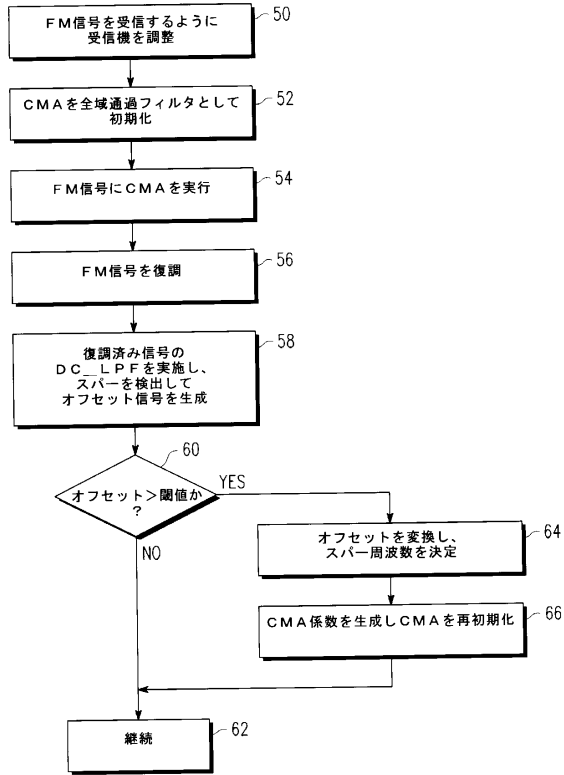 FM信号を受信するように
受信機を調整
50
CMAを全域通過フィルタとして
初期化
52
FM信号にCMAを実行
54
FM信号を復調
56
復調済み信号の
DC__LPFを実施し、
スパーを検出して
オフセット信号を生成
58
オフセット＞閾値か
？
60
YES
NO
オフセットを変換し、
スパー周波数を決定
64
CMA係数を生成しCMAを再初期化
66
継続
62